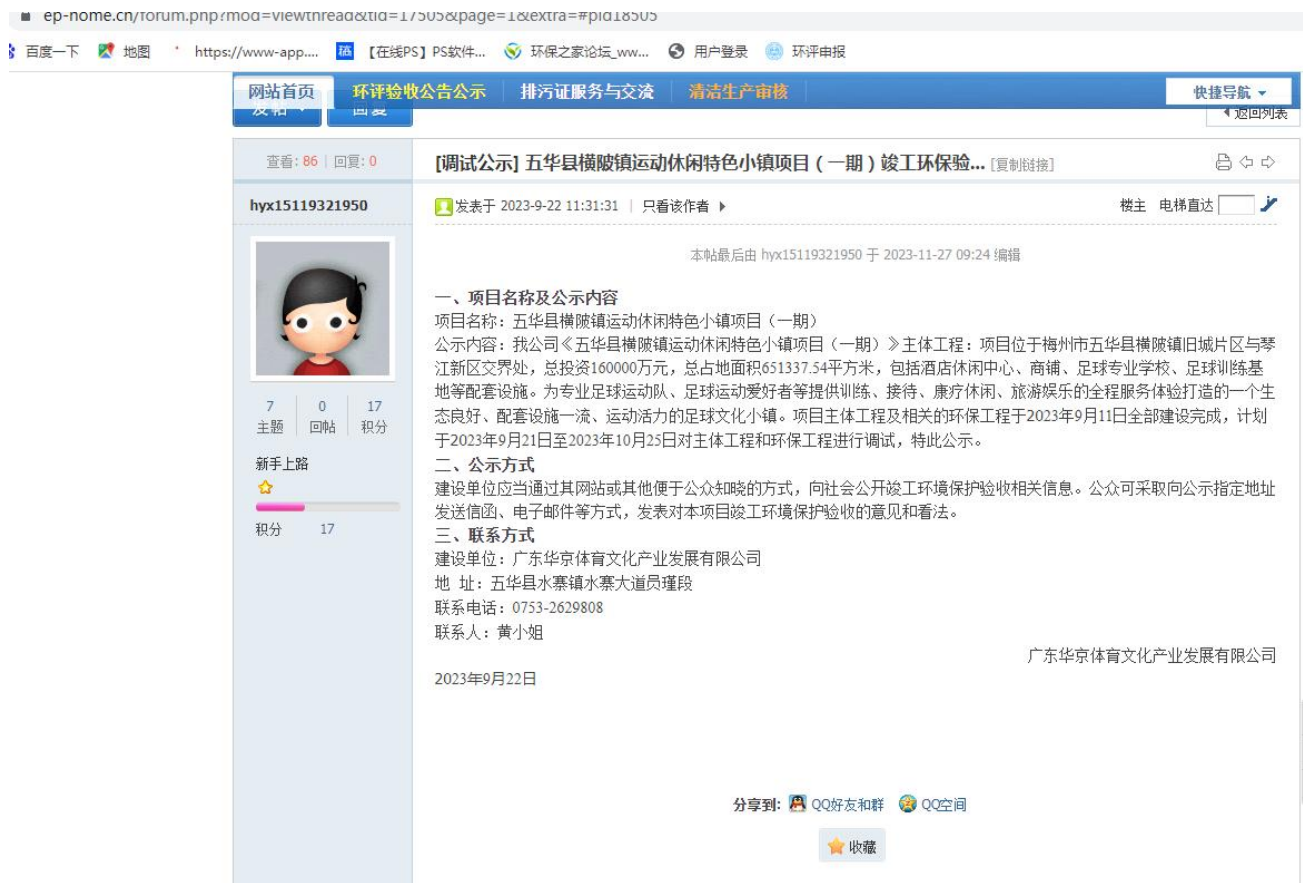 ep-home.cn/forum.php?mod=viewthread&tid=17505&page=1&extra=#pid18505
百度一下 地图 https://www-app.... 【在线PS】PS软件... 环保之家论坛_ww... 用户登录 环评申报
网站首页 环评验收公告公示 排污证服务与交流 清洁生产审核 快捷导航
发帖 回复 返回列表
查看: 86 | 回复: 0
[调试公示] 五华县横陂镇运动休闲特色小镇项目（一期）竣工环保验... [复制链接]
hyx15119321950
发表于 2023-9-22 11:31:31 | 只看该作者
楼主 电梯直达
本帖最后由 hyx15119321950 于 2023-11-27 09:24 编辑
7 0 17
主题 回帖 积分
新手上路
积分 17
一、项目名称及公示内容
项目名称：五华县横陂镇运动休闲特色小镇项目（一期）
公示内容：我公司《五华县横陂镇运动休闲特色小镇项目（一期）》主体工程：项目位于梅州市五华县横陂镇旧城片区与琴
江新区交界处，总投资160000万元，总占地面积651337.54平方米，包括酒店休闲中心、商铺、足球专业学校、足球训练基
地等配套设施。为专业足球运动队、足球运动爱好者等提供训练、接待、康疗休闲、旅游娱乐的全程服务体验打造的一个生
态良好、配套设施一流、运动活力的足球文化小镇。项目主体工程及相关的环保工程于2023年9月11日全部建设完成，计划
于2023年9月21日至2023年10月25日对主体工程和环保工程进行调试，特此公示。
二、公示方式
建设单位应当通过其网站或其他便于公众知晓的方式，向社会公开竣工环境保护验收相关信息。公众可采取向公示指定地址
发送信函、电子邮件等方式，发表对本项目竣工环境保护验收的意见和看法。
三、联系方式
建设单位：广东华京体育文化产业发展有限公司
地 址：五华县水寨镇水寨大道员瑾段
联系电话：0753-2629808
联系人：黄小姐
广东华京体育文化产业发展有限公司
2023年9月22日
分享到: QQ好友和群 QQ空间
收藏